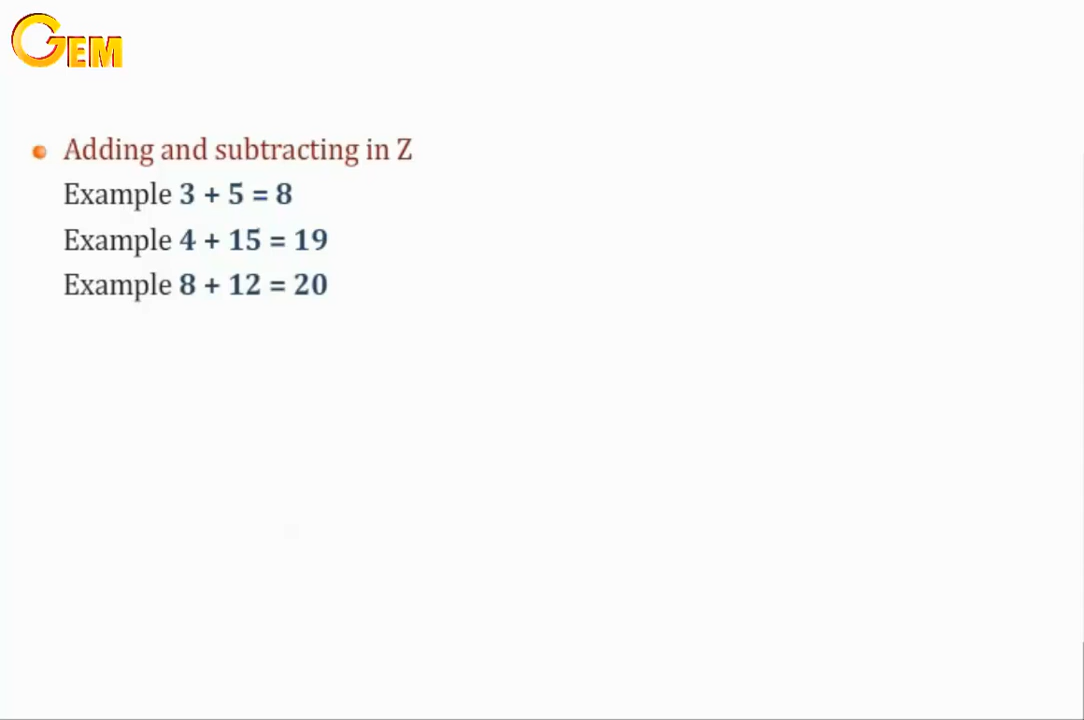 GEM
Adding and subtracting in Z
Example 3 + 5 = 8
Example 4 + 15 = 19
Example 8 + 12 = 20